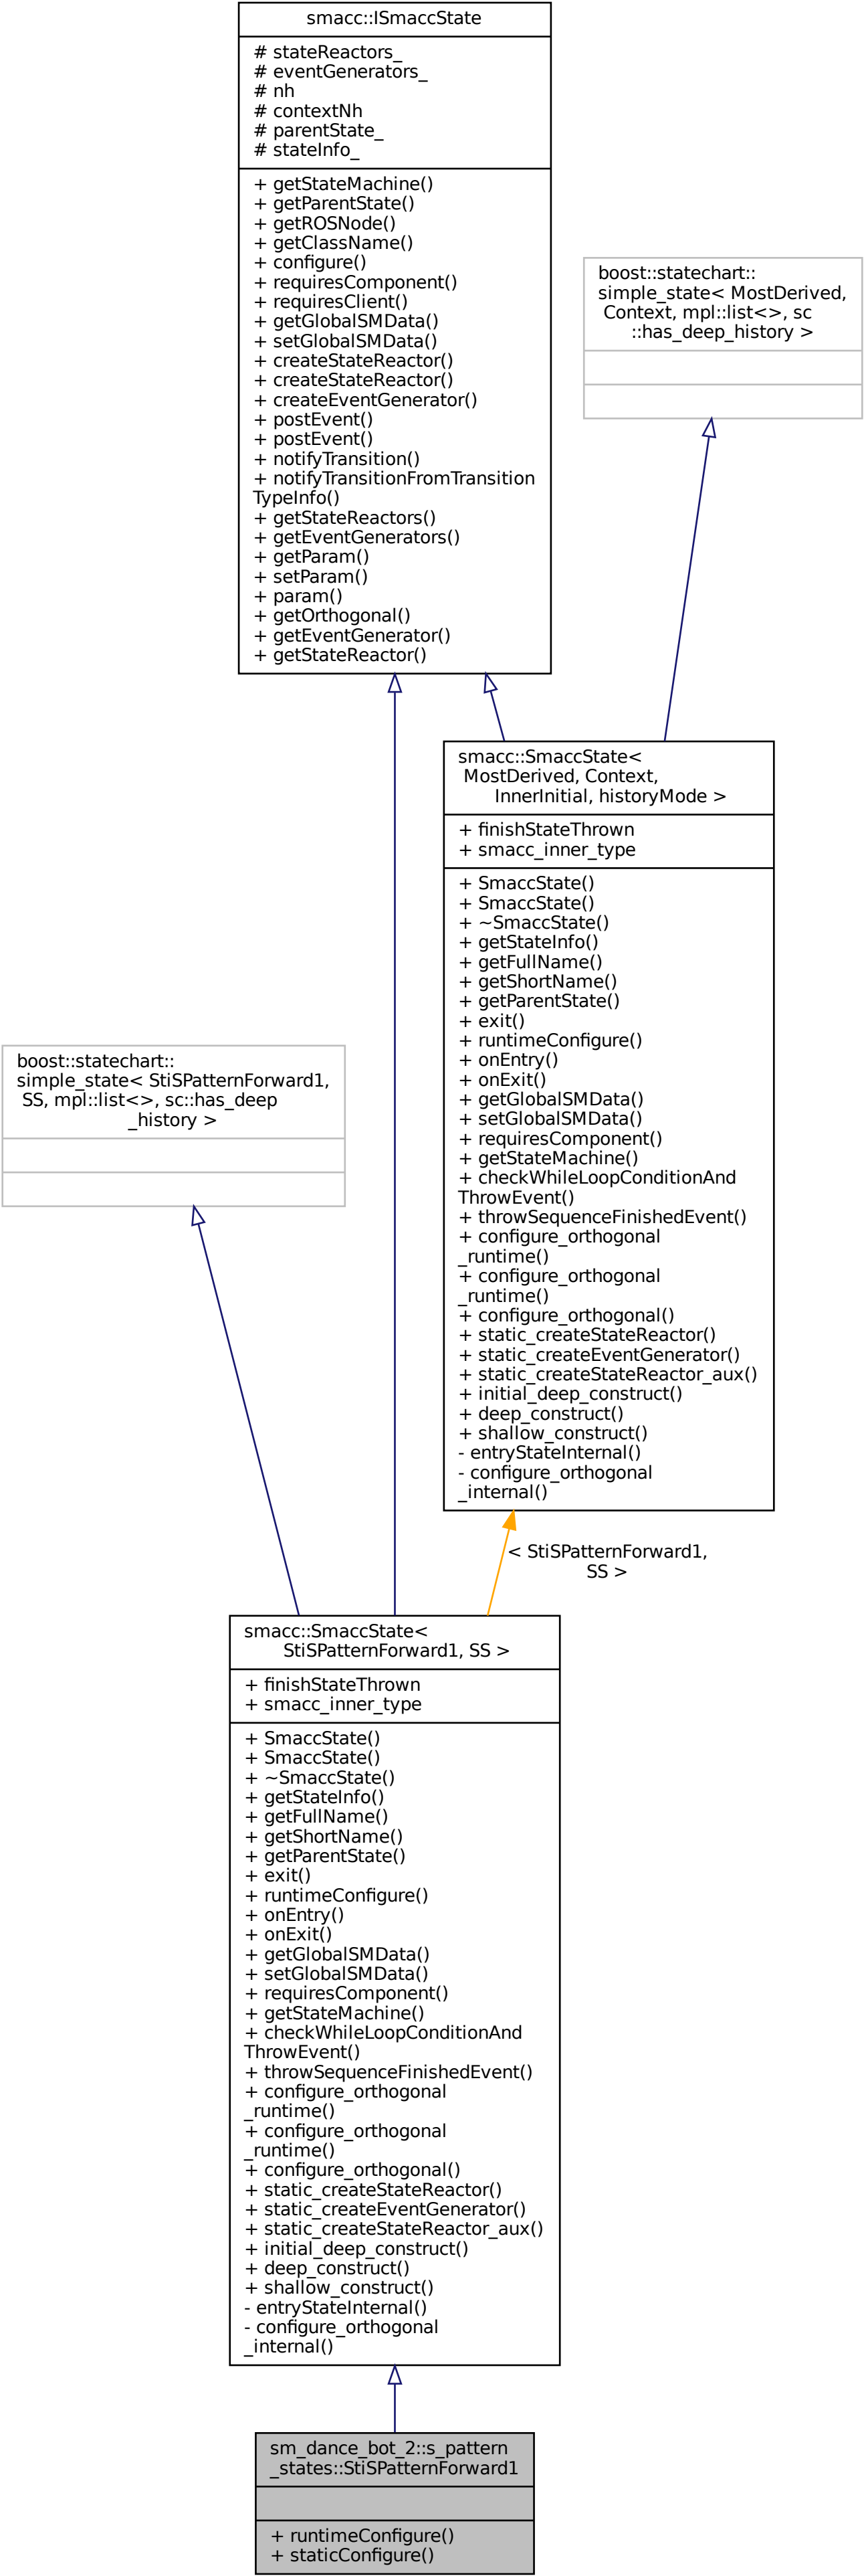 smacc::ISmaccState
# stateReactors_
# eventGenerators_
# nh
# contextNh
# parentState_
# stateInfo_
+ getStateMachine()
+ getParentState()
+ getROSNode()
+ getClassName()
+ configure()
+ requiresComponent()
+ requiresClient()
+ getGlobalSMData()
+ setGlobalSMData()
+ createStateReactor()
+ createStateReactor()
+ createEventGenerator()
+ postEvent()
+ postEvent()
+ notifyTransition()
+ notifyTransitionFromTransition
TypeInfo()
+ getStateReactors()
+ getEventGenerators()
+ getParam()
+ setParam()
+ param()
+ getOrthogonal()
+ getEventGenerator()
+ getStateReactor()
boost::statechart::
simple_state< MostDerived,
Context, mpl::list<>, sc
::has_deep_history >
smacc::SmaccState<
MostDerived, Context,
InnerInitial, historyMode >
+ finishStateThrown
+ smacc_inner_type
+ SmaccState()
+ SmaccState()
+ ~SmaccState()
+ getStateInfo()
+ getFullName()
+ getShortName()
+ getParentState()
+ exit()
+ runtimeConfigure()
+ onEntry()
+ onExit()
+ getGlobalSMData()
+ setGlobalSMData()
+ requiresComponent()
+ getStateMachine()
+ checkWhileLoopConditionAnd
ThrowEvent()
+ throwSequenceFinishedEvent()
+ configure_orthogonal
_runtime()
+ configure_orthogonal
_runtime()
+ configure_orthogonal()
+ static_createStateReactor()
+ static_createEventGenerator()
+ static_createStateReactor_aux()
+ initial_deep_construct()
+ deep_construct()
+ shallow_construct()
- entryStateInternal()
- configure_orthogonal
_internal()
boost::statechart::
simple_state< StiSPatternForward1,
SS, mpl::list<>, sc::has_deep
_history >
< StiSPatternForward1,
SS >
smacc::SmaccState<
StiSPatternForward1, SS >
+ finishStateThrown
+ smacc_inner_type
+ SmaccState()
+ SmaccState()
+ ~SmaccState()
+ getStateInfo()
+ getFullName()
+ getShortName()
+ getParentState()
+ exit()
+ runtimeConfigure()
+ onEntry()
+ onExit()
+ getGlobalSMData()
+ setGlobalSMData()
+ requiresComponent()
+ getStateMachine()
+ checkWhileLoopConditionAnd
ThrowEvent()
+ throwSequenceFinishedEvent()
+ configure_orthogonal
_runtime()
+ configure_orthogonal
_runtime()
+ configure_orthogonal()
+ static_createStateReactor()
+ static_createEventGenerator()
+ static_createStateReactor_aux()
+ initial_deep_construct()
+ deep_construct()
+ shallow_construct()
- entryStateInternal()
- configure_orthogonal
_internal()
sm_dance_bot_2::s_pattern
_states::StiSPatternForward1
+ runtimeConfigure()
+ staticConfigure()